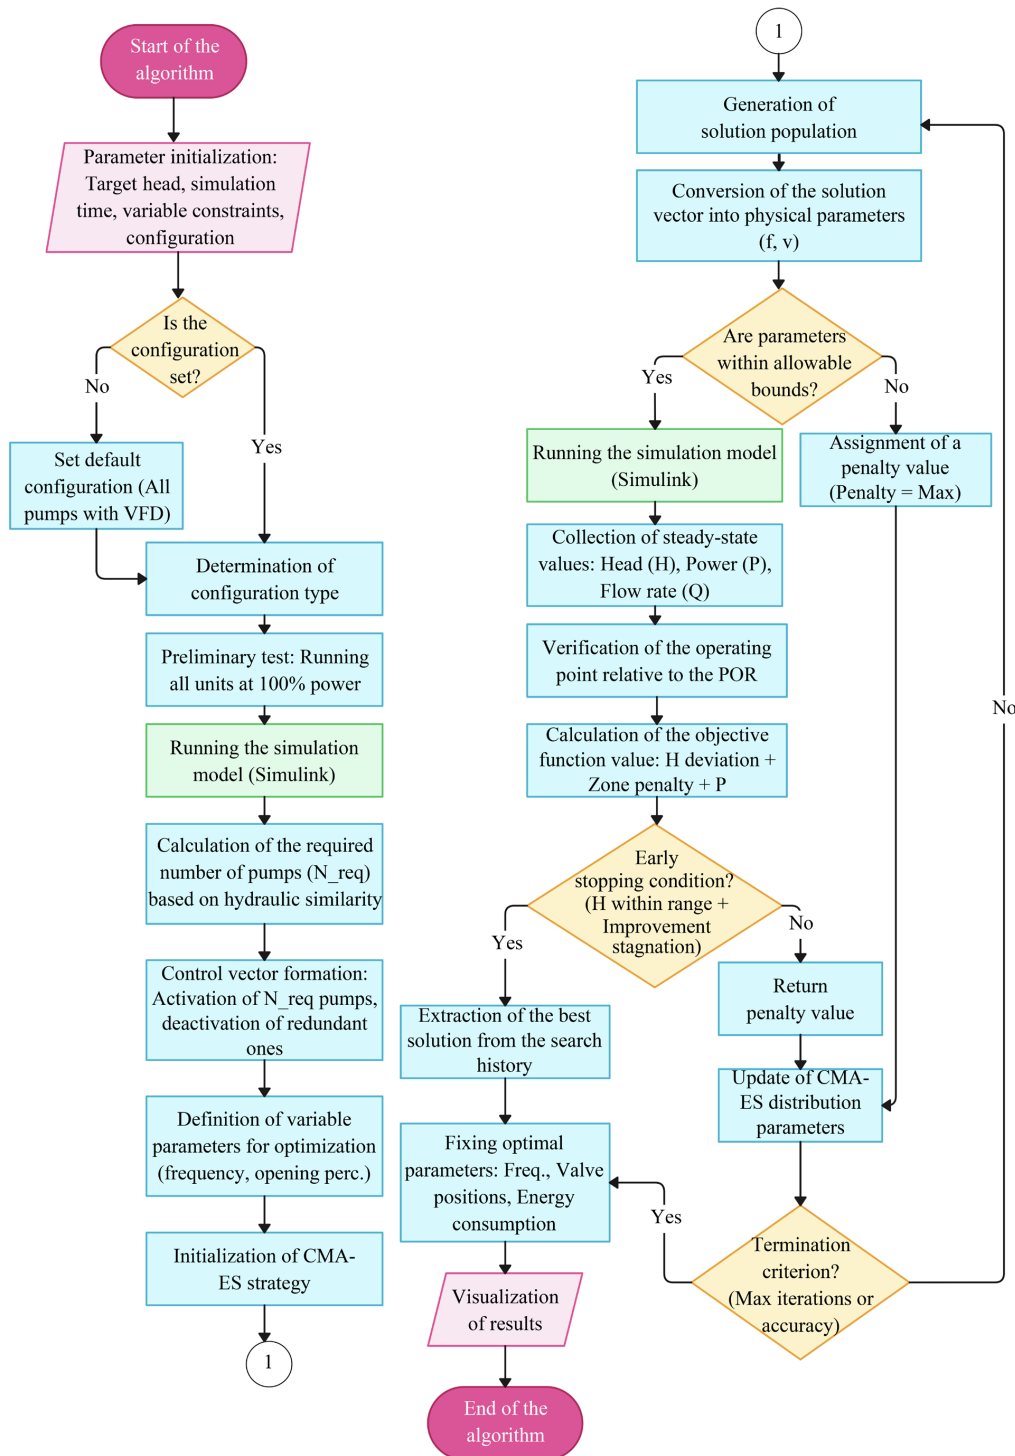 Start of the
algorithm
Parameter initialization:
Target head, simulation
time, variable constraints,
configuration
Is the
configuration
set?
No
Yes
Set default
configuration (All
pumps with VFD)
Determination of
configuration type
Preliminary test: Running
all units at 100% power
Running the simulation
model (Simulink)
Calculation of the required
number of pumps (N_req)
based on hydraulic similarity
Control vector formation:
Activation of N_req pumps,
deactivation of redundant
ones
Definition of variable
parameters for optimization
(frequency, opening perc.)
Initialization of CMA-
ES strategy
1
1
Generation of
solution population
Conversion of the solution
vector into physical parameters
(f, v)
Are parameters
within allowable
bounds?
Yes
No
Running the simulation model
(Simulink)
Assignment of a
penalty value
(Penalty = Max)
Collection of steady-state
values: Head (H), Power (P),
Flow rate (Q)
Verification of the operating
point relative to the POR
Calculation of the objective
function value: H deviation +
Zone penalty + P
Early
stopping condition?
(H within range +
Improvement
stagnation)
Yes
No
Extraction of the best
solution from the search
history
Return
penalty value
Update of CMA-
ES distribution
parameters
Fixing optimal
parameters: Freq., Valve
positions, Energy
consumption
Termination
criterion?
(Max iterations or
accuracy)
Yes
No
Visualization
of results
End of the
algorithm